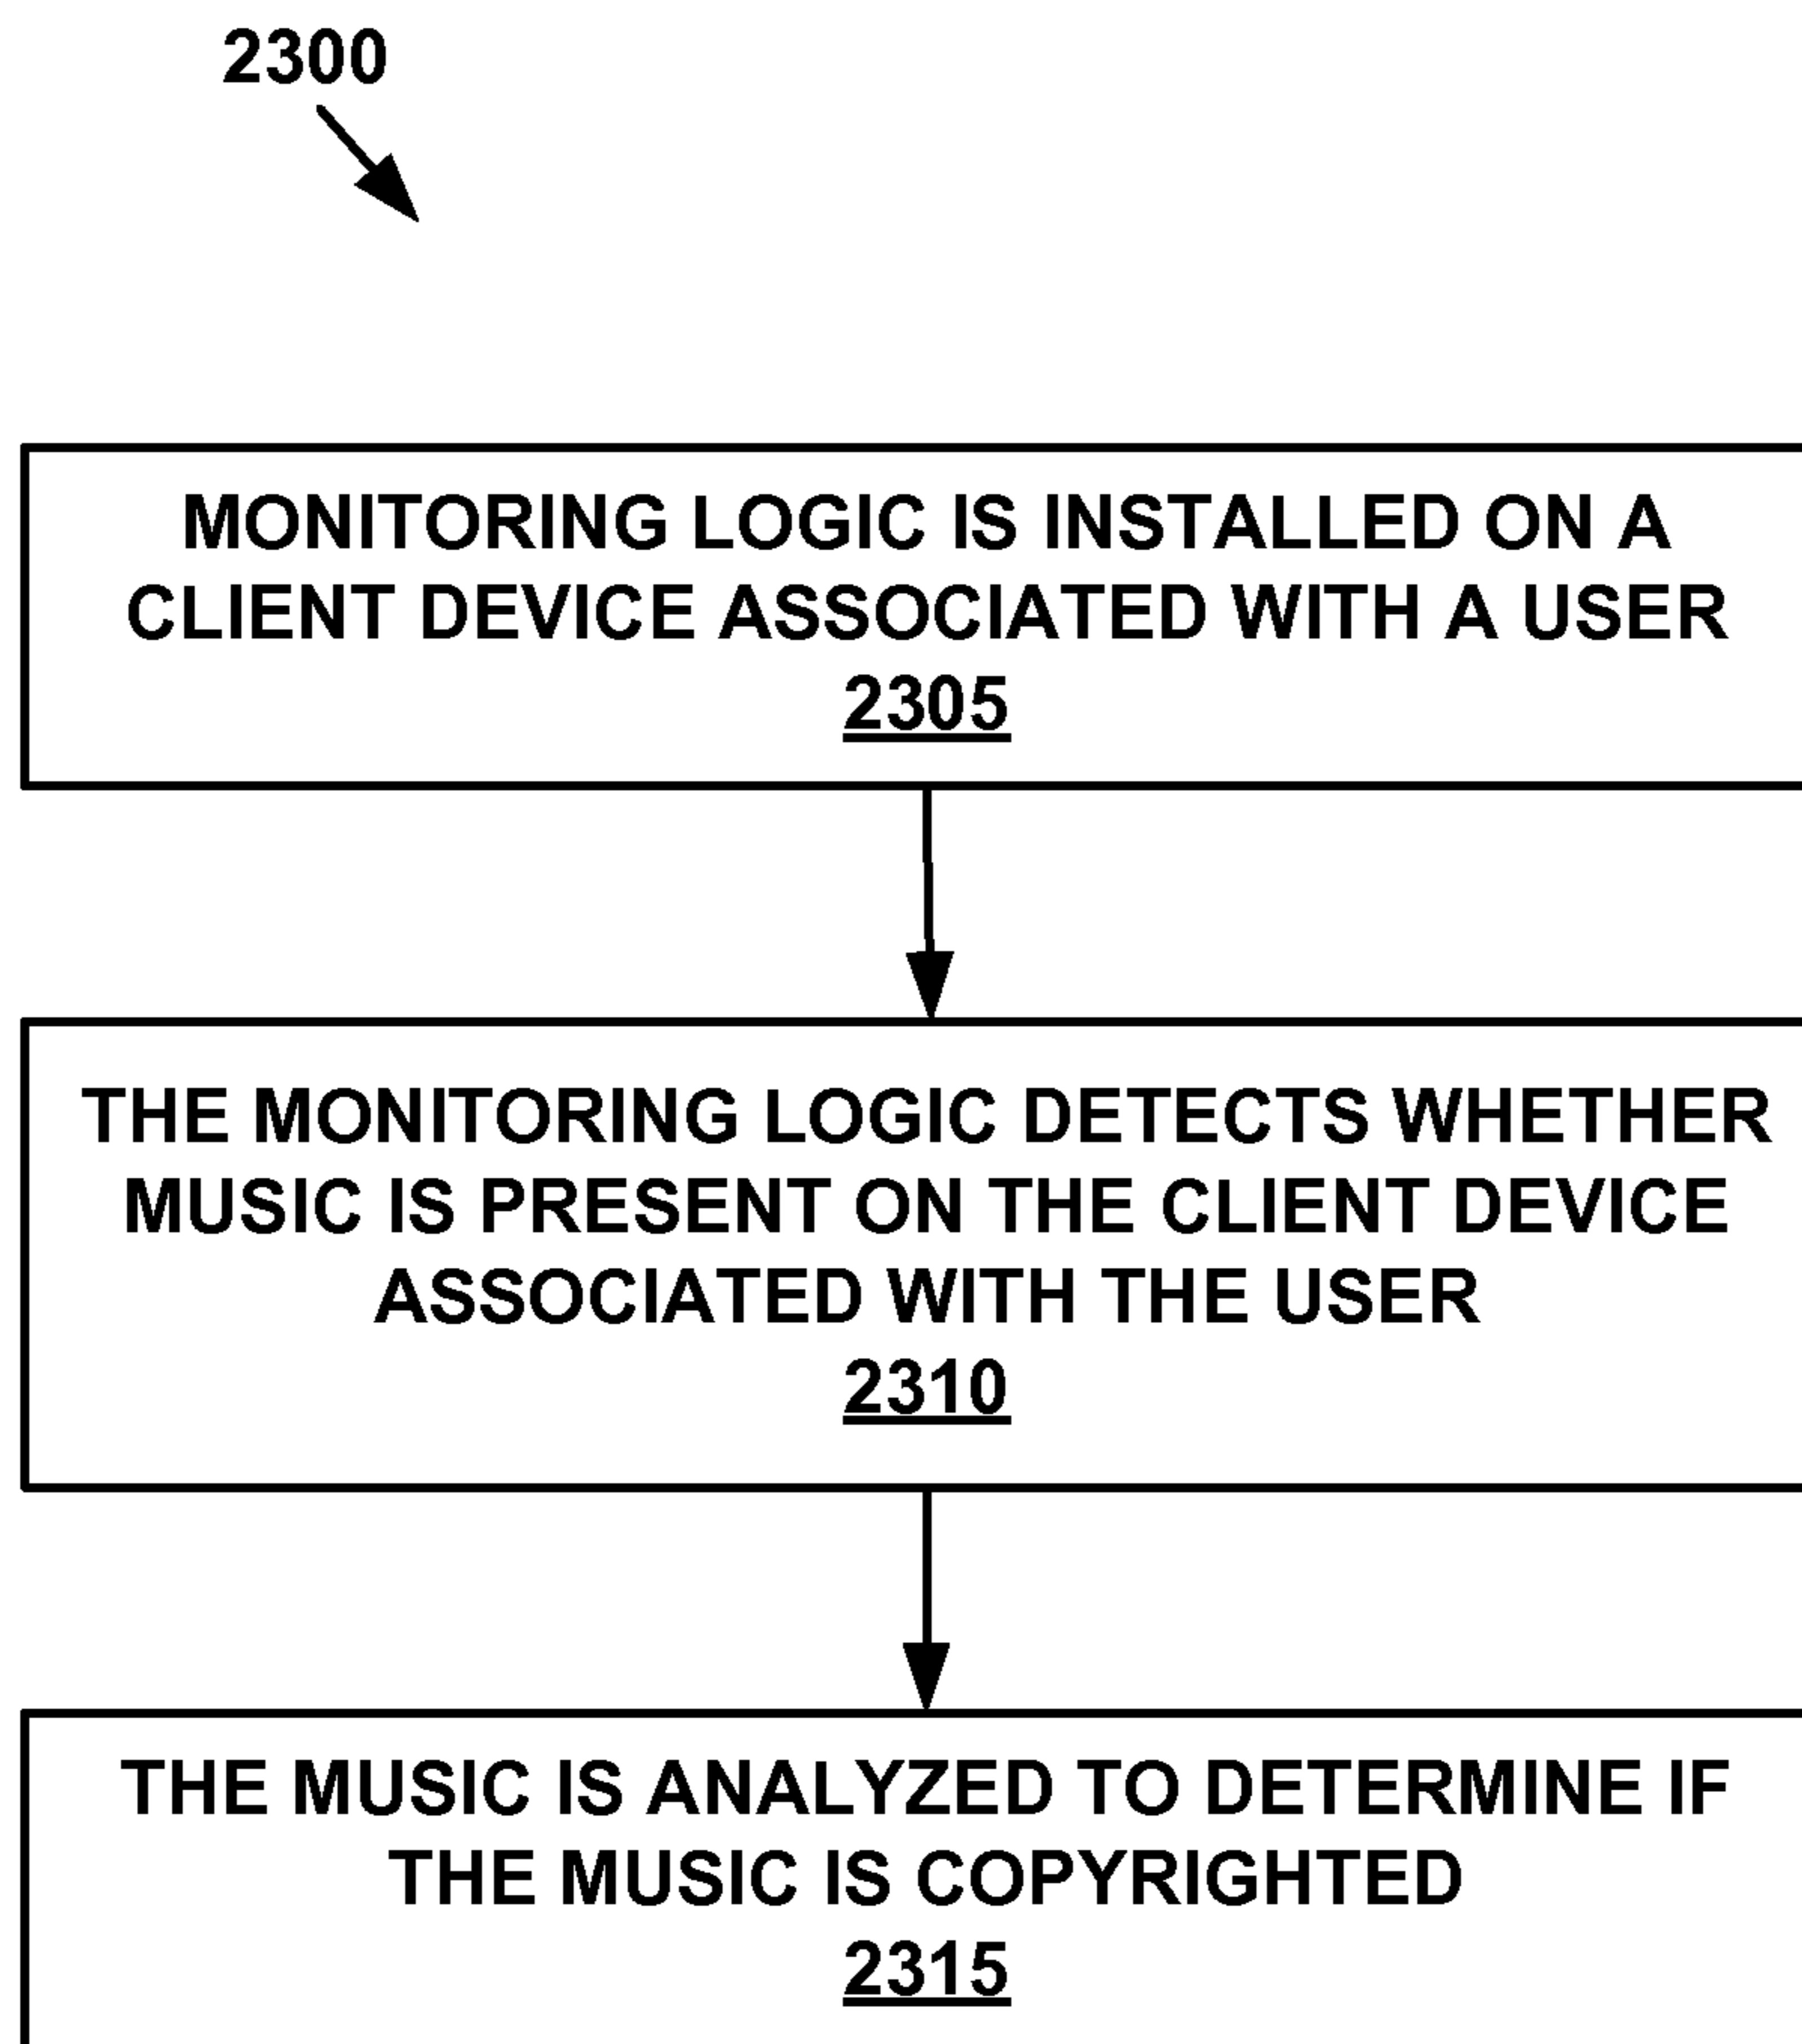 2300
MONITORING LOGIC IS INSTALLED ON A
CLIENT DEVICE ASSOCIATED WITH A USER
2305
THE MONITORING LOGIC DETECTS WHETHER
MUSIC IS PRESENT ON THE CLIENT DEVICE
ASSOCIATED WITH THE USER
2310
THE MUSIC IS ANALYZED TO DETERMINE IF
THE MUSIC IS COPYRIGHTED
2315